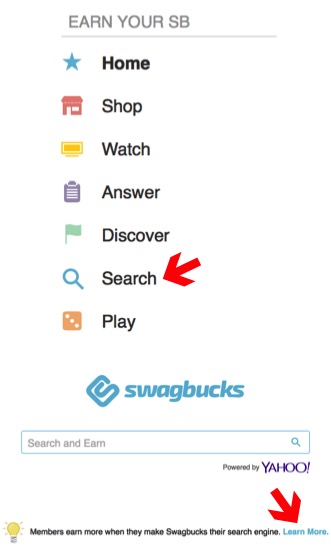 EARN YOUR SB
Home
Shop
Watch
Answer
Discover
Search
Play
swagbucks
Search and Earn
Powered by YAHOO!
Members earn more when they make Swagbucks their search engine. Learn More.